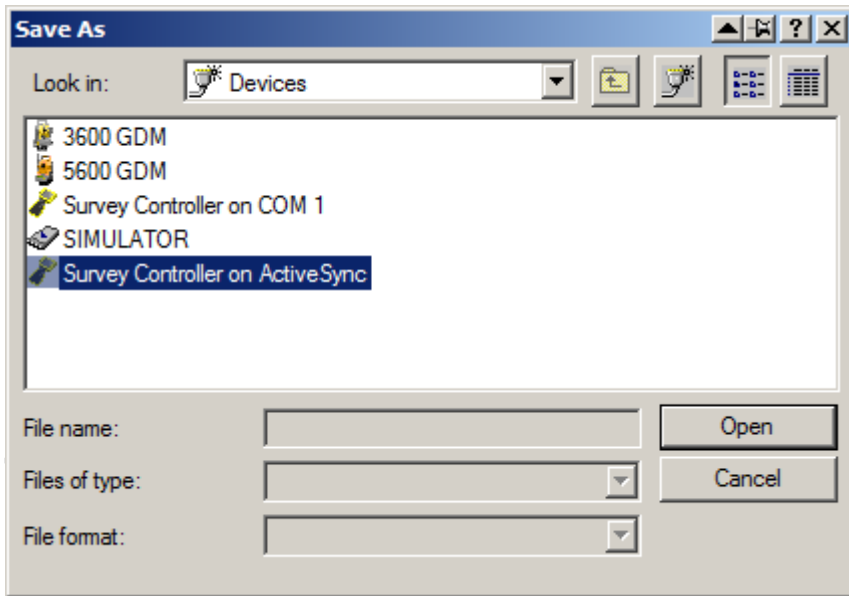 Save As
Look in: Devices
3600 GDM
5600 GDM
Survey Controller on COM 1
SIMULATOR
Survey Controller on ActiveSync
File name: Open
Files of type: Cancel
File format: